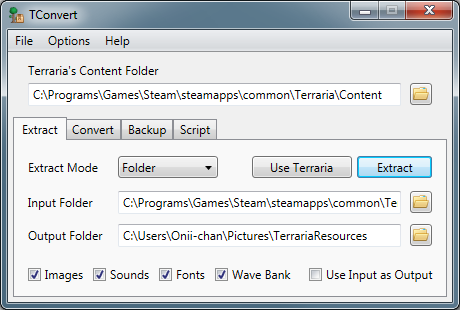 TConvert
File Options Help
Terraria's Content Folder
C:\Programs\Games\Steam\steamapps\common\Terraria\Content
Extract Convert Backup Script
Extract Mode Folder Use Terraria Extract
Input Folder C:\Programs\Games\Steam\steamapps\common\Te
Output Folder C:\Users\Onii-chan\Pictures\TerrariaResources
Images Sounds Fonts Wave Bank Use Input as Output